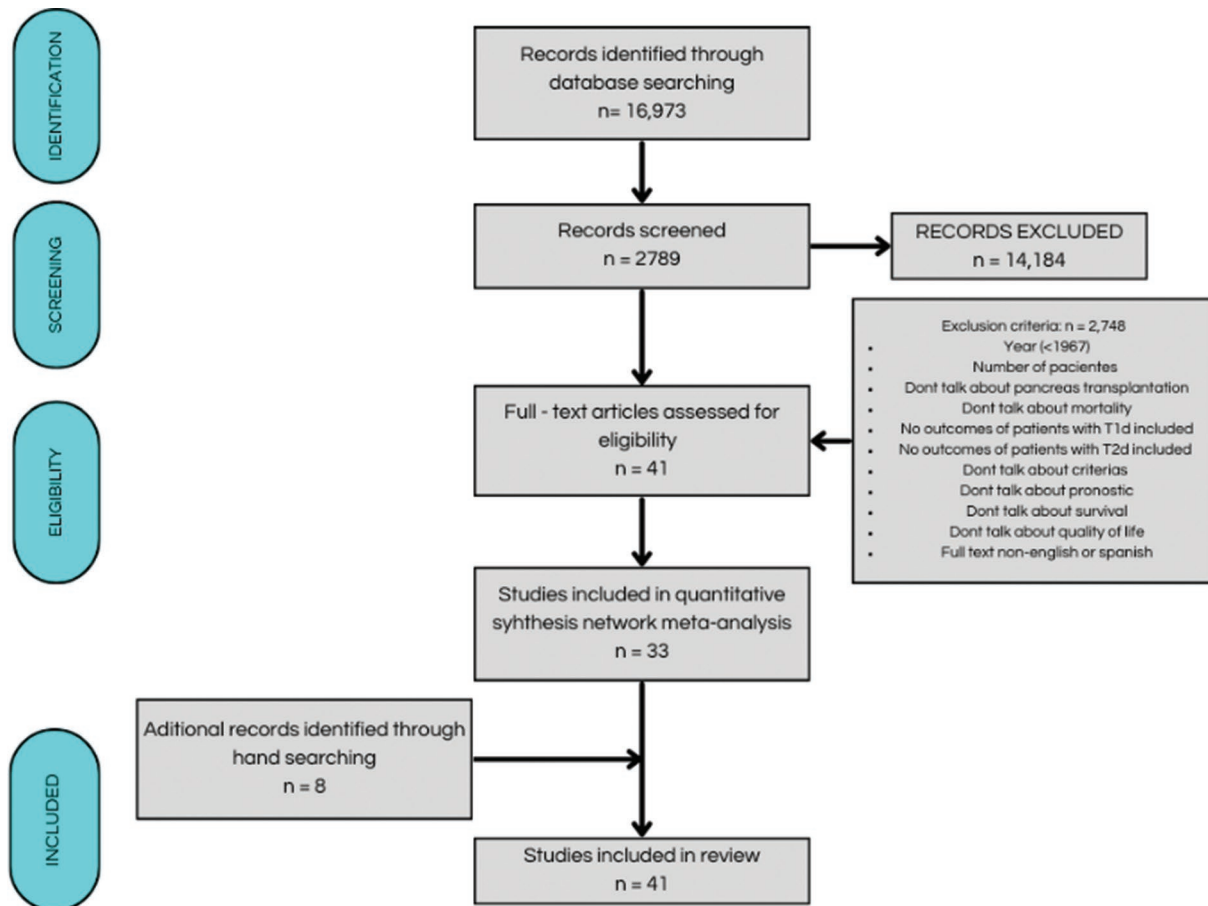 IDENTIFICATION
Records identified through
database searching
n= 16,973
SCREENING
Records screened
n = 2789
RECORDS EXCLUDED
n = 14,184
Exclusion criteria: n = 2,748
• Year (<1967)
• Number of pacientes
• Dont talk about pancreas transplantation
• Dont talk about mortality
• No outcomes of patients with T1d included
• No outcomes of patients with T2d included
• Dont talk about criterias
• Dont talk about pronostic
• Dont talk about survival
• Dont talk about quality of life
• Full text non-english or spanish
ELIGIBILITY
Full - text articles assessed for
eligibility
n = 41
Studies included in quantitative
syhthesis network meta-analysis
n = 33
Aditional records identified through
hand searching
n = 8
INCLUDED
Studies included in review
n = 41